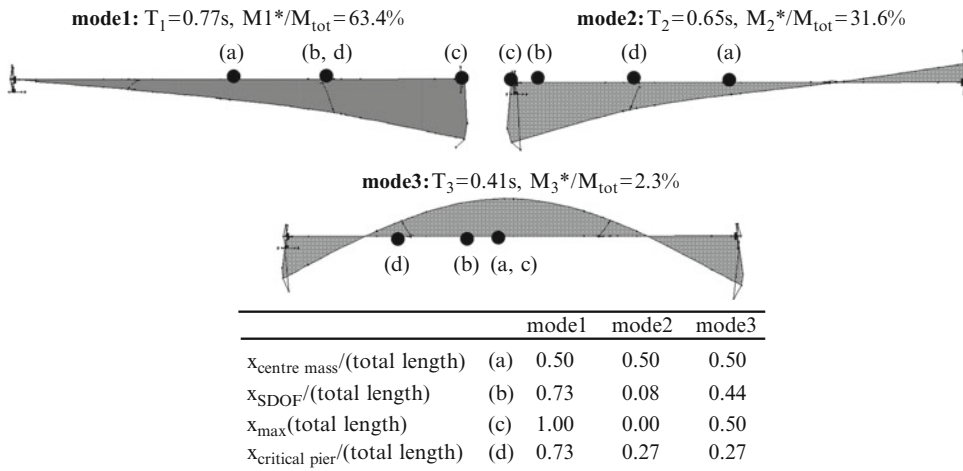 mode1: T₁=0.77s, M1*/Mtot=63.4%
mode2: T₂=0.65s, M₂*/Mtot=31.6%
(a) (b, d) (c)
(c) (b) (d) (a)
mode3: T₃=0.41s, M₃*/Mtot=2.3%
(d) (b) (a, c)
mode1 mode2 mode3
xcentre mass/(total length) (a) 0.50 0.50 0.50
xSDOF/(total length) (b) 0.73 0.08 0.44
xmax(total length) (c) 1.00 0.00 0.50
xcritical pier/(total length) (d) 0.73 0.27 0.27